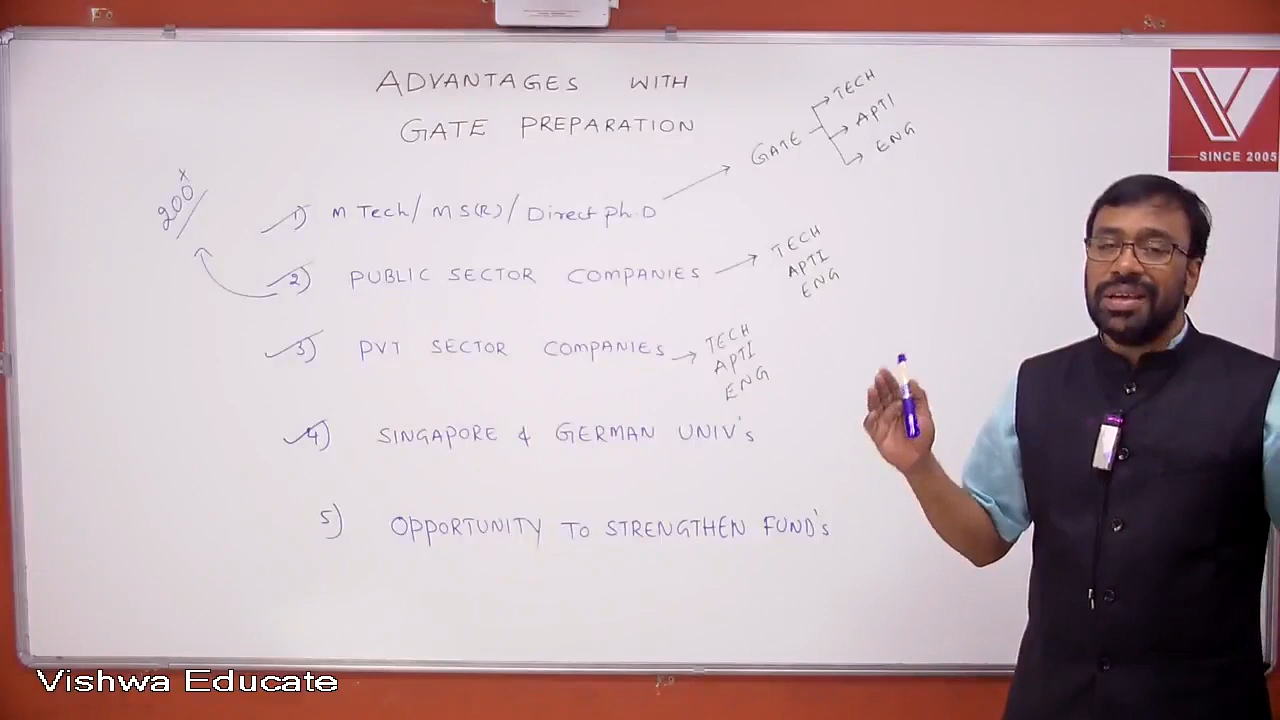 ADVANTAGES WITH
GATE PREPARATION
GATE
TECH
APTI
ENG
200 x
1) M Tech/ MS(R)/ Direct Ph.D
2) PUBLIC SECTOR COMPANIES
TECH
APTI
ENG
3) PVT SECTOR COMPANIES
TECH
APTI
ENG
4) SINGAPORE & GERMAN UNIV's
5) OPPORTUNITY TO STRENGTHEN FUND's
SINCE 2005
Vishwa Educate